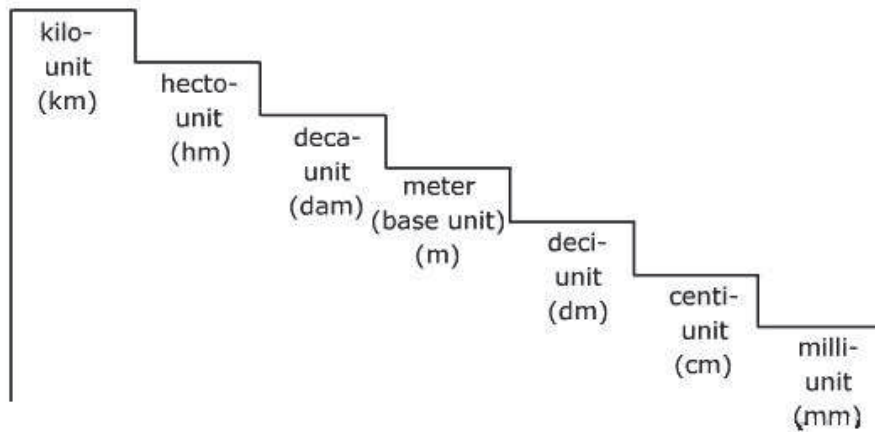 kilo-
unit
(km)
hecto-
unit
(hm)
deca-
unit
(dam)
meter
(base unit)
(m)
deci-
unit
(dm)
centi-
unit
(cm)
milli-
unit
(mm)